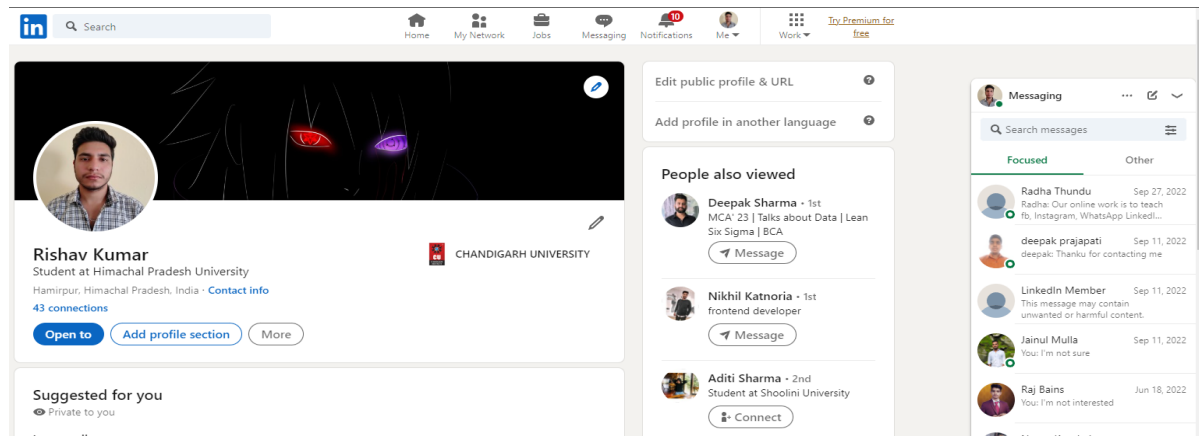 in
Search
Home
My Network
Jobs
Messaging
10
Notifications
Me
Work
Try Premium for
free
Rishav Kumar
Student at Himachal Pradesh University
Hamirpur, Himachal Pradesh, India · Contact info
43 connections
Open to
Add profile section
More
CHANDIGARH UNIVERSITY
Suggested for you
Private to you
Edit public profile & URL
Add profile in another language
People also viewed
Deepak Sharma • 1st
MCA' 23 | Talks about Data | Lean
Six Sigma | BCA
Message
Nikhil Katnoria • 1st
frontend developer
Message
Aditi Sharma • 2nd
Student at Shoolini University
Connect
Messaging
Search messages
Focused
Other
Radha Thundu Sep 27, 2022
Radha: Our online work is to teach
fb, Instagram, WhatsApp LinkedI...
deepak prajapati Sep 11, 2022
deepak: Thanku for contacting me
LinkedIn Member Sep 11, 2022
This message may contain
unwanted or harmful content.
Jainul Mulla Sep 11, 2022
You: I'm not sure
Raj Bains Jun 18, 2022
You: I'm not interested